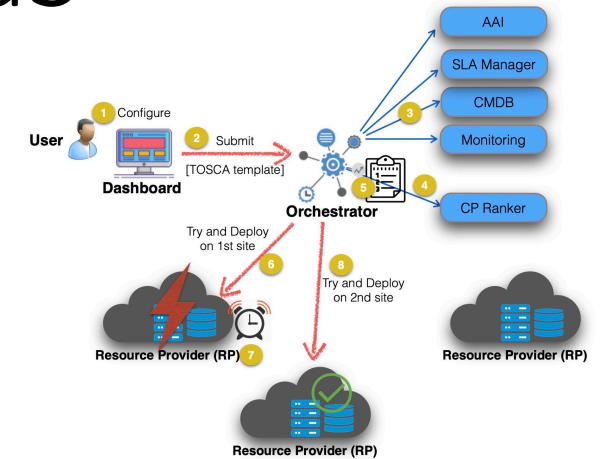 AAI
SLA Manager
1 Configure
3
CMDB
User
2 Submit
Monitoring
[TOSCA template]
Dashboard
5
4
CP Ranker
Orchestrator
Try and Deploy
on 1st site
6
8
Try and Deploy
on 2nd site
Resource Provider (RP)
7
Resource Provider (RP)
Resource Provider (RP)